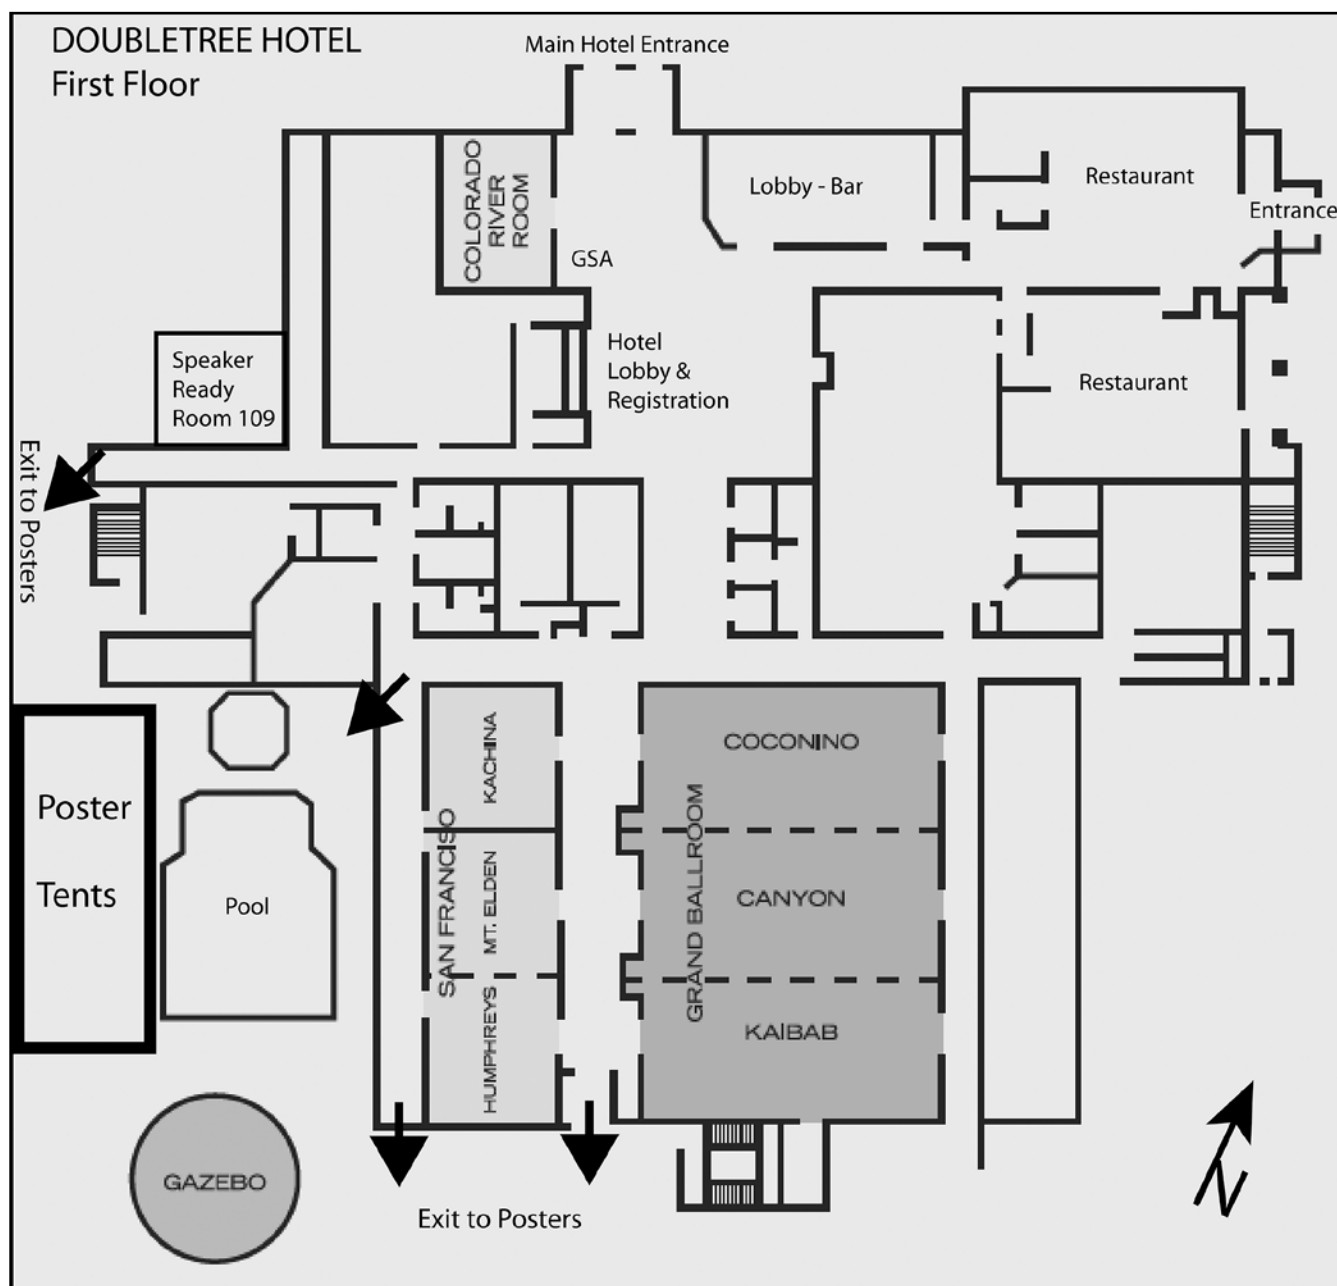 DOUBLETREE HOTEL
First Floor
Main Hotel Entrance
COLORADO
RIVER
ROOM
GSA
Lobby - Bar
Restaurant
Entrance
Speaker
Ready
Room 109
Hotel
Lobby &
Registration
Restaurant
Exit to Posters
Poster
Tents
Pool
SAN FRANCISO
KACHINA
MT. ELDEN
HUMPHREYS
GRAND BALLROOM
COCONINO
CANYON
KAIBAB
GAZEBO
Exit to Posters
N